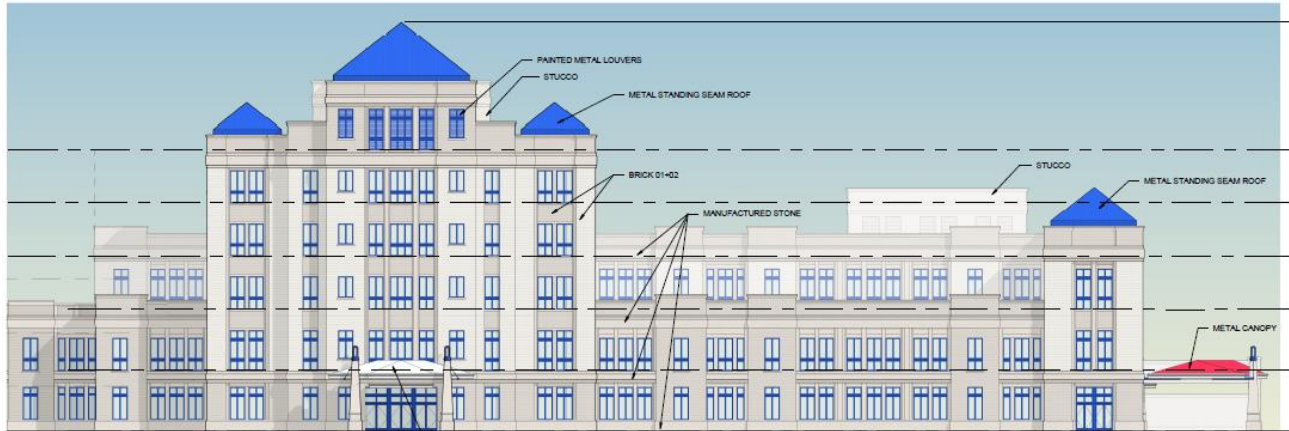 PAINTED METAL LOUVERS
STUCCO
METAL STANDING SEAM ROOF
STUCCO
BRICK 01+02
METAL STANDING SEAM ROOF
MANUFACTURED STONE
METAL CANOPY